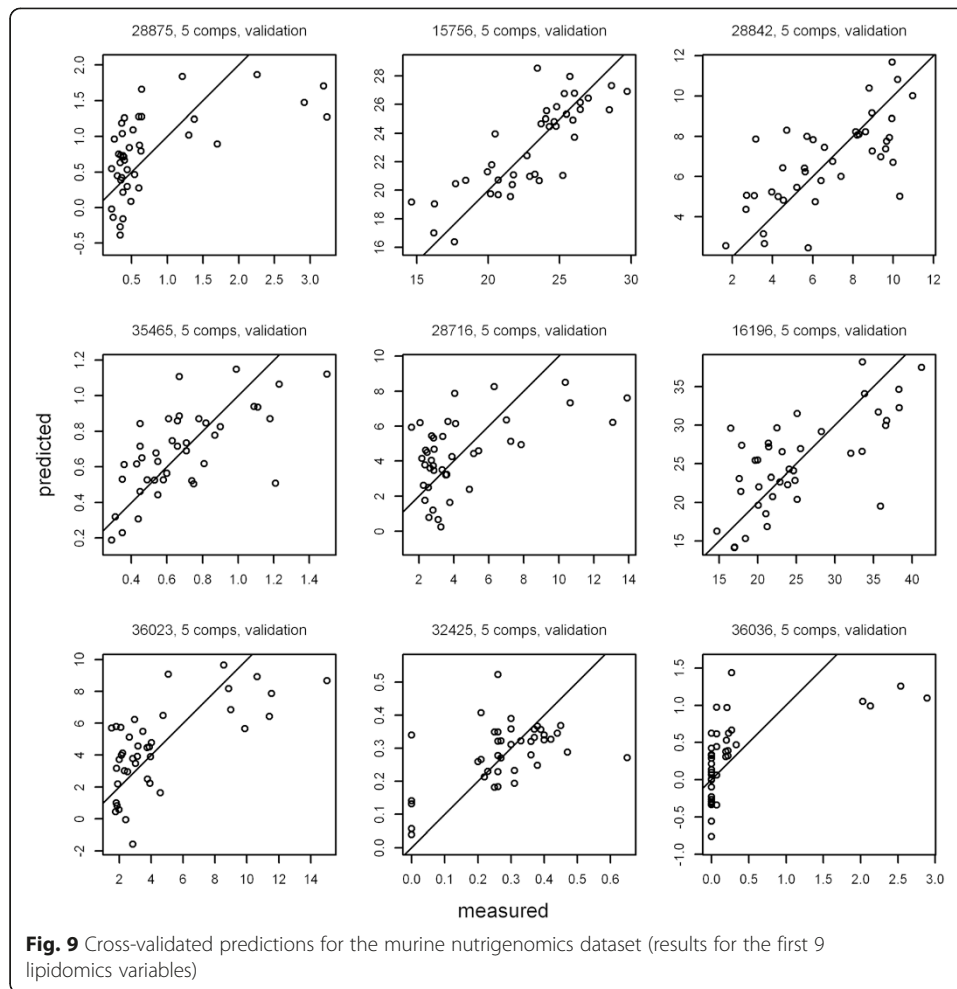 28875, 5 comps, validation
15756, 5 comps, validation
28842, 5 comps, validation
2.0
1.5
1.0
0.5
0.0
-0.5
0.5 1.0 1.5 2.0 2.5 3.0
28
26
24
22
20
18
16
15 20 25 30
12
10
8
6
4
2 4 6 8 10 12
35465, 5 comps, validation
28716, 5 comps, validation
16196, 5 comps, validation
predicted
1.2
1.0
0.8
0.6
0.4
0.2
0.4 0.6 0.8 1.0 1.2 1.4
10
8
6
4
2
0
2 4 6 8 10 12 14
35
30
25
20
15
15 20 25 30 35 40
36023, 5 comps, validation
32425, 5 comps, validation
36036, 5 comps, validation
10
8
6
4
2
0
-2
2 4 6 8 10 12 14
0.5
0.4
0.3
0.2
0.1
0.0
0.0 0.1 0.2 0.3 0.4 0.5 0.6
1.5
1.0
0.5
0.0
-0.5
-1.0
0.0 0.5 1.0 1.5 2.0 2.5 3.0
measured
Fig. 9 Cross-validated predictions for the murine nutrigenomics dataset (results for the first 9
lipidomics variables)